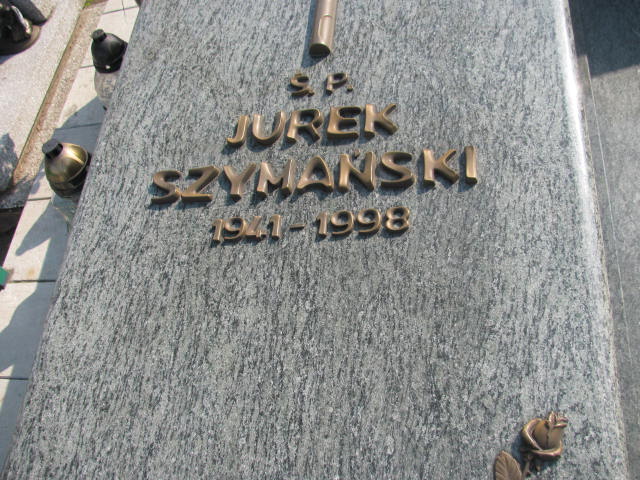 Ś. P.
JUREK
SZYMAŃSKI
1941-1998